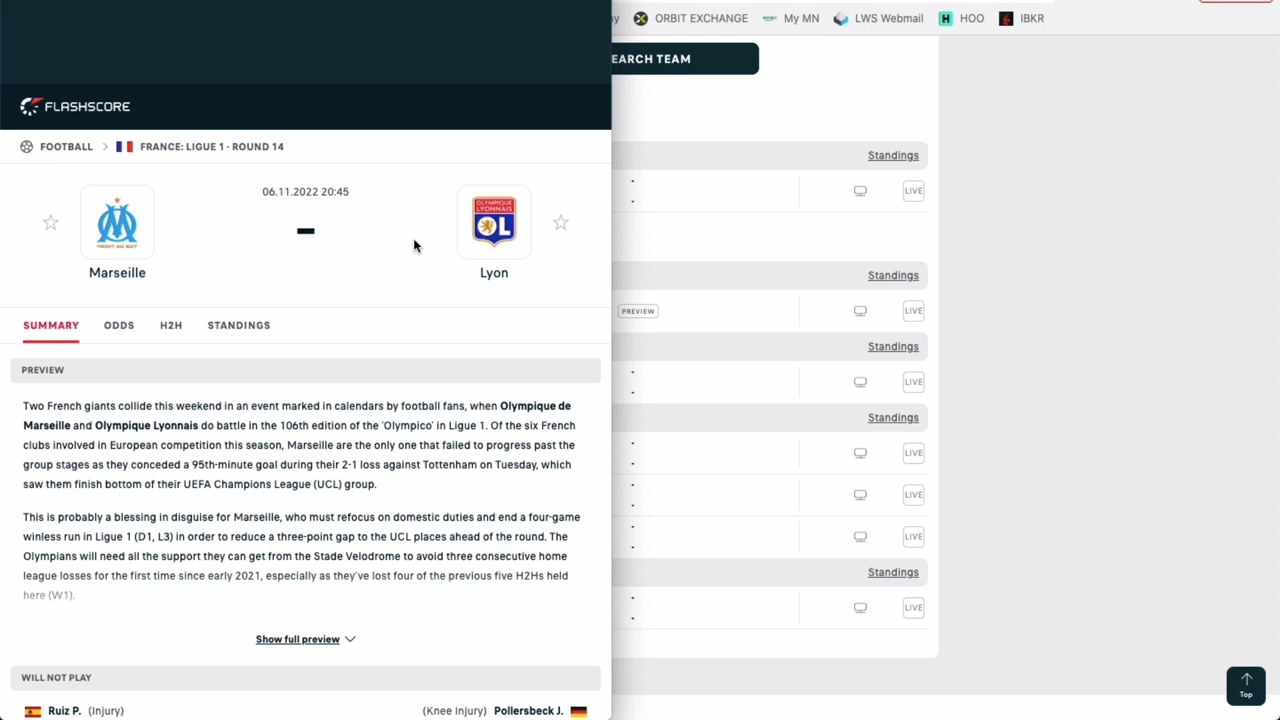 ORBIT EXCHANGE My MN LWS Webmail H HOO IBKR
EARCH TEAM
FLASHSCORE
FOOTBALL > FRANCE: LIGUE 1 - ROUND 14
Standings
06.11.2022 20:45
- LIVE
-
OLYMPIQUE LYONNAIS
OL
DROIT AU BUT
-
Marseille Lyon
Standings
PREVIEW LIVE
SUMMARY ODDS H2H STANDINGS
Standings
PREVIEW
- LIVE
-
Two French giants collide this weekend in an event marked in calendars by football fans, when Olympique de
Marseille and Olympique Lyonnais do battle in the 106th edition of the 'Olympico' in Ligue 1. Of the six French
clubs involved in European competition this season, Marseille are the only one that failed to progress past the
group stages as they conceded a 95th-minute goal during their 2-1 loss against Tottenham on Tuesday, which
saw them finish bottom of their UEFA Champions League (UCL) group.
Standings
- LIVE
-
- LIVE
-
This is probably a blessing in disguise for Marseille, who must refocus on domestic duties and end a four-game
winless run in Ligue 1 (D1, L3) in order to reduce a three-point gap to the UCL places ahead of the round. The
Olympians will need all the support they can get from the Stade Velodrome to avoid three consecutive home
league losses for the first time since early 2021, especially as they've lost four of the previous five H2Hs held
here (W1).
- LIVE
-
Standings
- LIVE
-
Show full preview
WILL NOT PLAY
Ruiz P. (Injury) (Knee Injury) Pollersbeck J.
Top